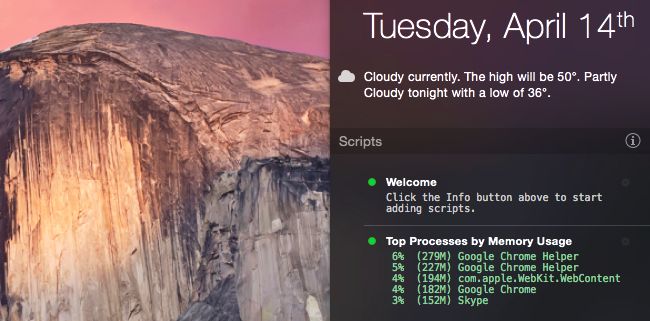 Tuesday, April 14th
Cloudy currently. The high will be 50°. Partly
Cloudy tonight with a low of 36°.
Scripts
Welcome
Click the Info button above to start
adding scripts.
Top Processes by Memory Usage
6% (279M) Google Chrome Helper
5% (227M) Google Chrome Helper
4% (194M) com.apple.WebKit.WebContent
4% (182M) Google Chrome
3% (152M) Skype